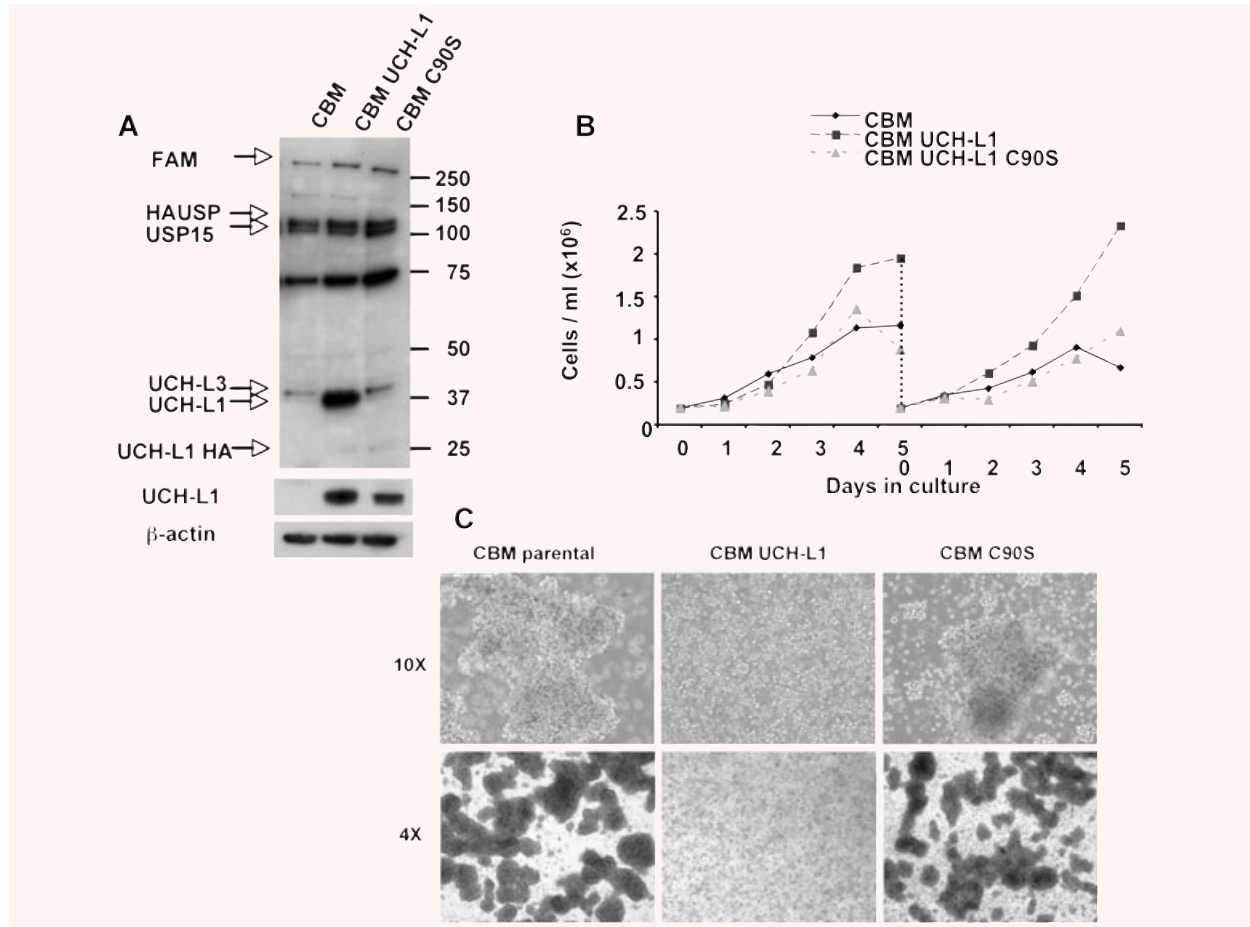 A
CBM
CBM UCH-L1
CBM C90S
FAM
HAUSP
USP15
UCH-L3
UCH-L1
UCH-L1 HA
250
150
100
75
50
37
25
UCH-L1
β-actin
B
CBM
CBM UCH-L1
CBM UCH-L1 C90S
Cells / ml (x10⁶)
2.5
2
1.5
1
0.5
0
0 1 2 3 4 5
0 1 2 3 4 5
Days in culture
C
CBM parental CBM UCH-L1 CBM C90S
10X
4X